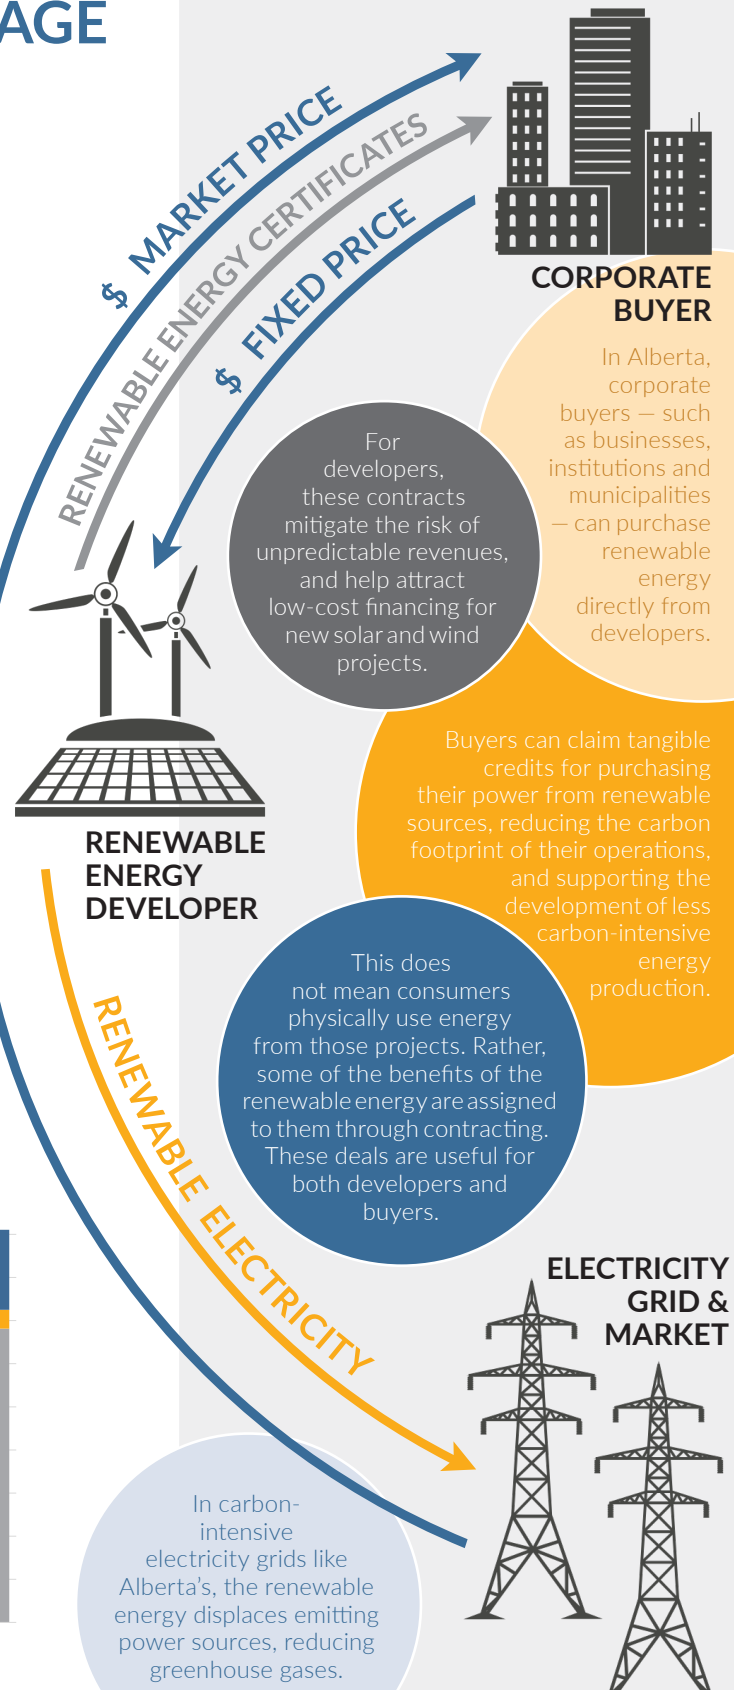 AGE
$ MARKET PRICE
RENEWABLE ENERGY CERTIFICATES
$ FIXED PRICE
CORPORATE
BUYER
In Alberta,
corporate
buyers — such
as businesses,
institutions and
municipalities
— can purchase
renewable
energy
directly from
developers.
For
developers,
these contracts
mitigate the risk of
unpredictable revenues,
and help attract
low-cost financing for
new solar and wind
projects.
Buyers can claim tangible
credits for purchasing
their power from renewable
sources, reducing the carbon
footprint of their operations,
and supporting the
development of less
carbon-intensive
energy
production.
RENEWABLE
ENERGY
DEVELOPER
This does
not mean consumers
physically use energy
from those projects. Rather,
some of the benefits of the
renewable energy are assigned
to them through contracting.
These deals are useful for
both developers and
buyers.
RENEWABLE ELECTRICITY
ELECTRICITY
GRID &
MARKET
In carbon-
intensive
electricity grids like
Alberta’s, the renewable
energy displaces emitting
power sources, reducing
greenhouse gases.